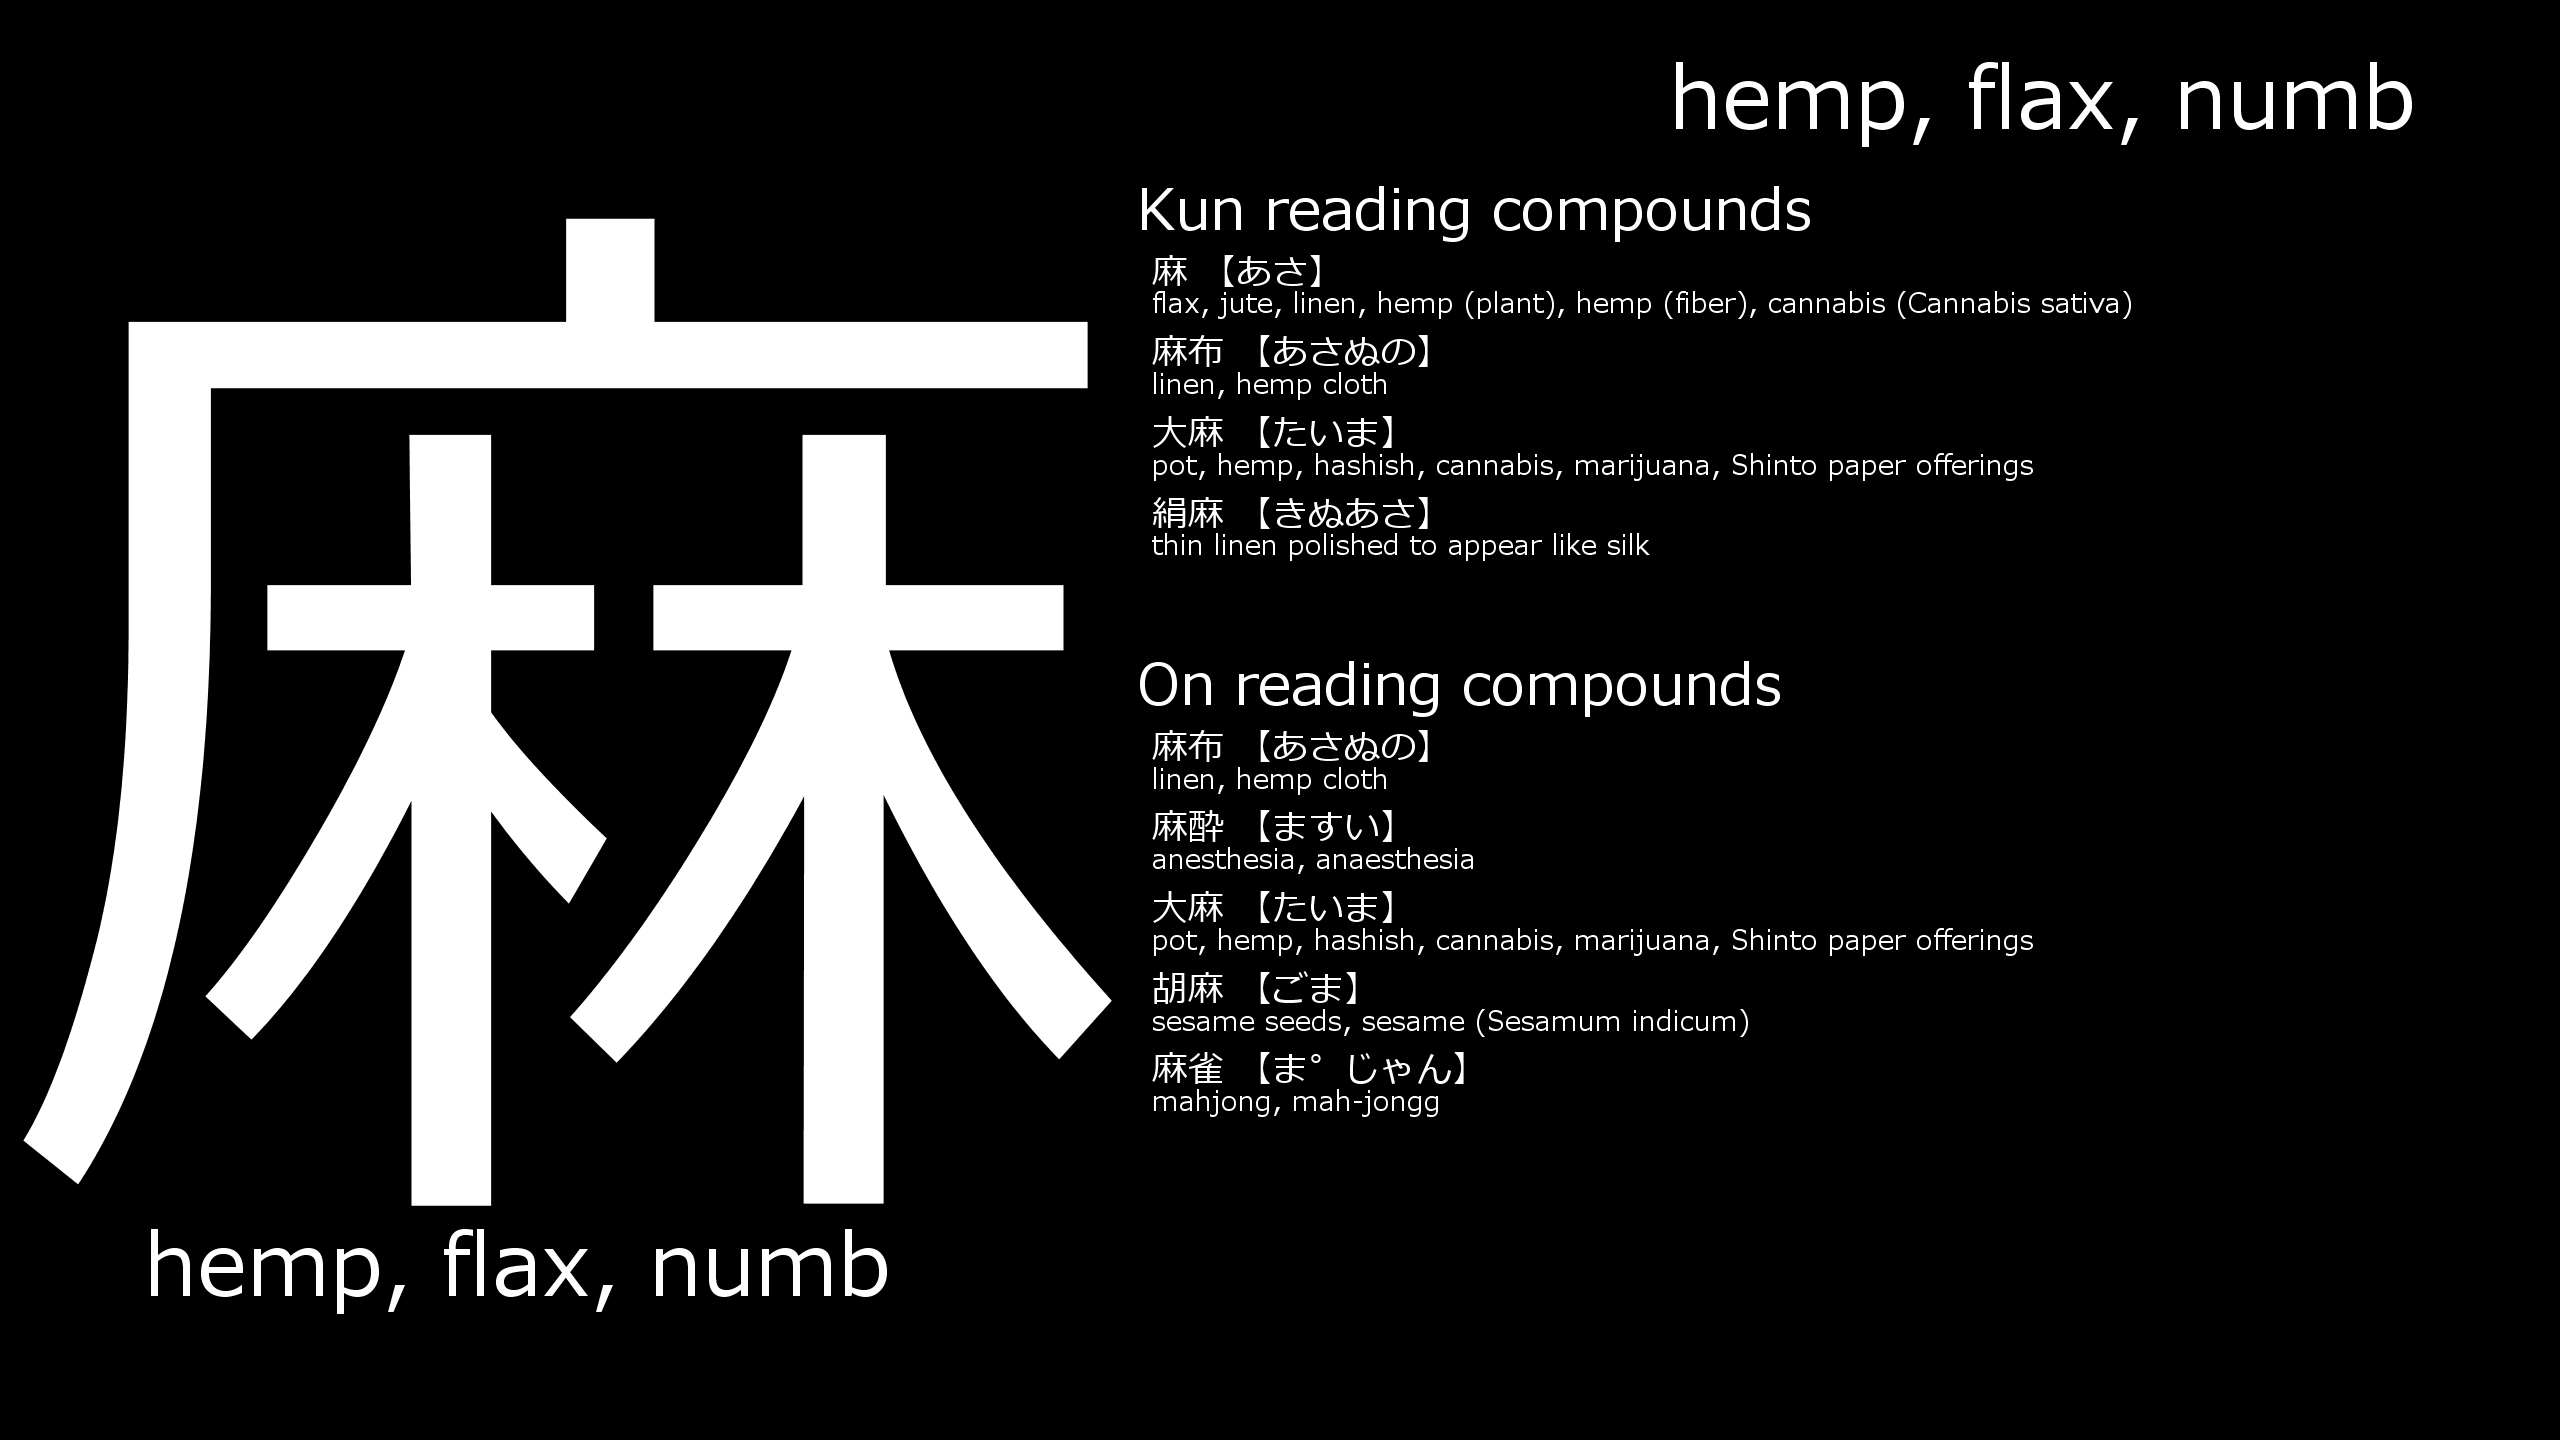 hemp, flax, numb
麻
hemp, flax, numb
Kun reading compounds
麻 【あさ】
flax, jute, linen, hemp (plant), hemp (fiber), cannabis (Cannabis sativa)
麻布 【あさぬの】
linen, hemp cloth
大麻 【たいま】
pot, hemp, hashish, cannabis, marijuana, Shinto paper offerings
絹麻 【きぬあさ】
thin linen polished to appear like silk
On reading compounds
麻布 【あさぬの】
linen, hemp cloth
麻酔 【ますい】
anesthesia, anaesthesia
大麻 【たいま】
pot, hemp, hashish, cannabis, marijuana, Shinto paper offerings
胡麻 【ごま】
sesame seeds, sesame (Sesamum indicum)
麻雀 【ま゜じゃん】
mahjong, mah-jongg